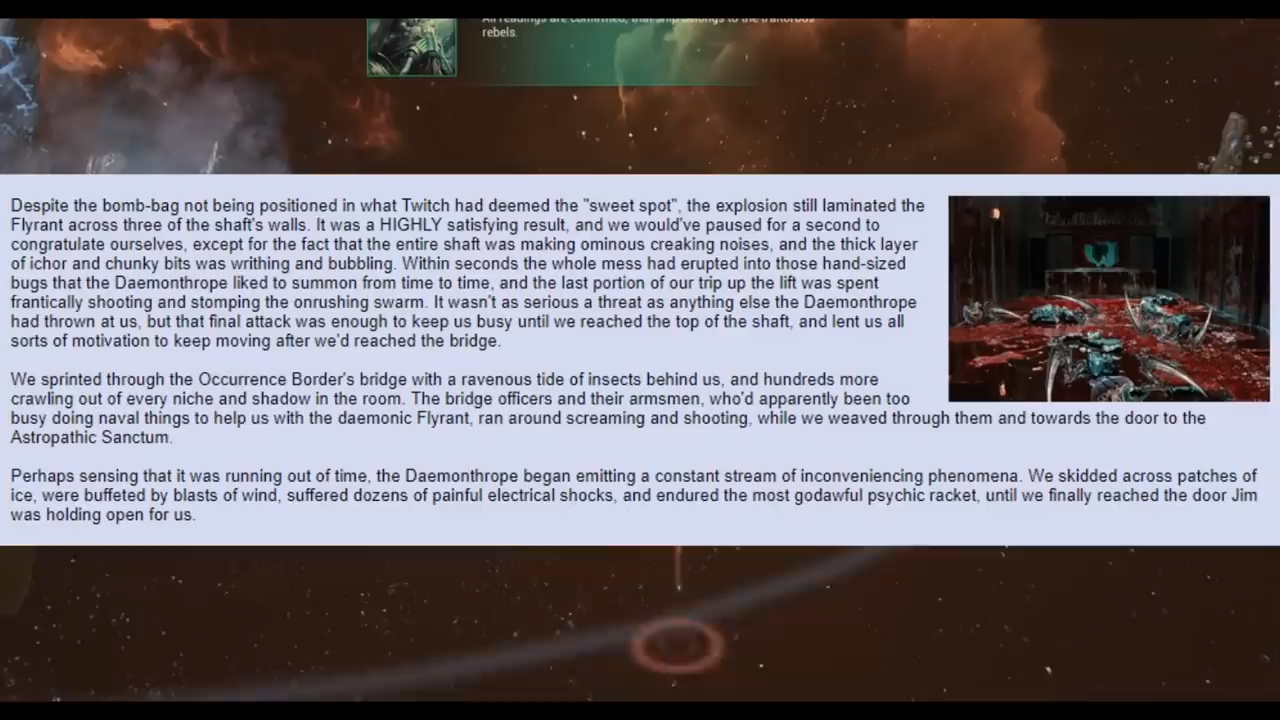 All readings are confirmed, that ship belongs to the traitorous
rebels.
Despite the bomb-bag not being positioned in what Twitch had deemed the "sweet spot", the explosion still laminated the
Flyrant across three of the shaft's walls. It was a HIGHLY satisfying result, and we would've paused for a second to
congratulate ourselves, except for the fact that the entire shaft was making ominous creaking noises, and the thick layer
of ichor and chunky bits was writhing and bubbling. Within seconds the whole mess had erupted into those hand-sized
bugs that the Daemonthrope liked to summon from time to time, and the last portion of our trip up the lift was spent
frantically shooting and stomping the onrushing swarm. It wasn't as serious a threat as anything else the Daemonthrope
had thrown at us, but that final attack was enough to keep us busy until we reached the top of the shaft, and lent us all
sorts of motivation to keep moving after we'd reached the bridge.
We sprinted through the Occurrence Border's bridge with a ravenous tide of insects behind us, and hundreds more
crawling out of every niche and shadow in the room. The bridge officers and their armsmen, who'd apparently been too
busy doing naval things to help us with the daemonic Flyrant, ran around screaming and shooting, while we weaved through them and towards the door to the
Astropathic Sanctum.
Perhaps sensing that it was running out of time, the Daemonthrope began emitting a constant stream of inconveniencing phenomena. We skidded across patches of
ice, were buffeted by blasts of wind, suffered dozens of painful electrical shocks, and endured the most godawful psychic racket, until we finally reached the door Jim
was holding open for us.